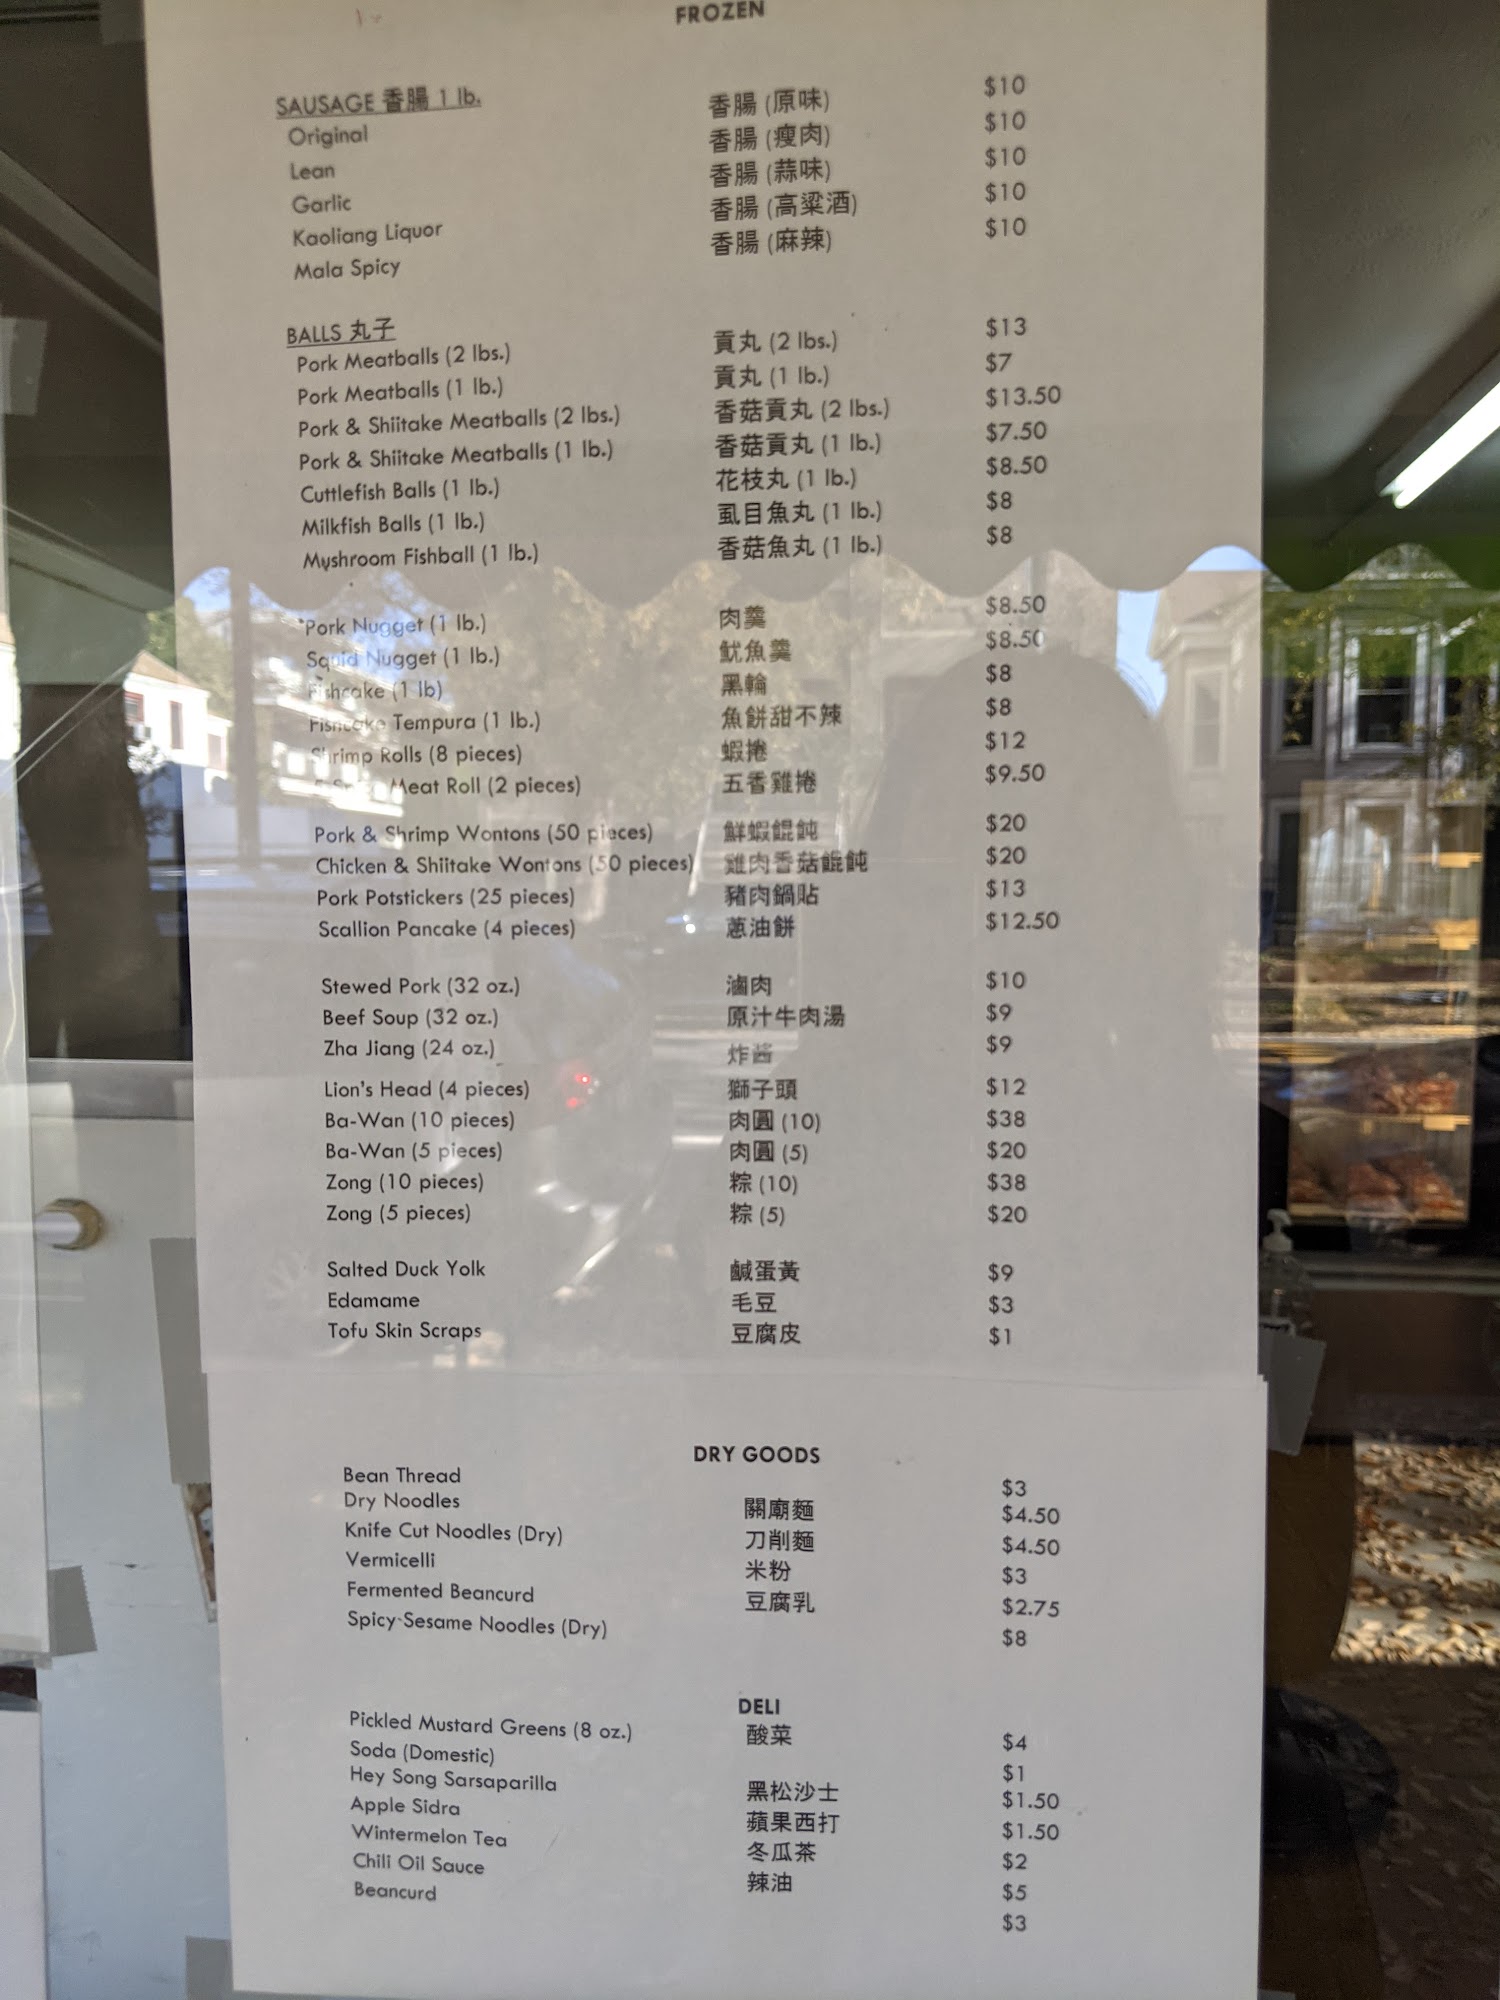 FROZEN
SAUSAGE 香腸 1 lb.
Original 香腸 (原味) $10
Lean 香腸 (瘦肉) $10
Garlic 香腸 (蒜味) $10
Kaoliang Liquor 香腸 (高粱酒) $10
Mala Spicy 香腸 (麻辣) $10
BALLS 丸子
Pork Meatballs (2 lbs.) 貢丸 (2 lbs.) $13
Pork Meatballs (1 lb.) 貢丸 (1 lb.) $7
Pork & Shiitake Meatballs (2 lbs.) 香菇貢丸 (2 lbs.) $13.50
Pork & Shiitake Meatballs (1 lb.) 香菇貢丸 (1 lb.) $7.50
Cuttlefish Balls (1 lb.) 花枝丸 (1 lb.) $8.50
Milkfish Balls (1 lb.) 虱目魚丸 (1 lb.) $8
Mushroom Fishball (1 lb.) 香菇魚丸 (1 lb.) $8
Pork Nugget (1 lb.) 肉羹 $8.50
Squid Nugget (1 lb.) 魷魚羹 $8.50
Fishcake (1 lb) 黑輪 $8
Fishcake Tempura (1 lb.) 魚餅甜不辣 $8
Shrimp Rolls (8 pieces) 蝦捲 $12
Meat Roll (2 pieces) 五香雞捲 $9.50
Pork & Shrimp Wontons (50 pieces) 鮮蝦餛飩 $20
Chicken & Shiitake Wontons (50 pieces) 雞肉香菇餛飩 $20
Pork Potstickers (25 pieces) 豬肉鍋貼 $13
Scallion Pancake (4 pieces) 蔥油餅 $12.50
Stewed Pork (32 oz.) 滷肉 $10
Beef Soup (32 oz.) 原汁牛肉湯 $9
Zha Jiang (24 oz.) 炸酱 $9
Lion's Head (4 pieces) 獅子頭 $12
Ba-Wan (10 pieces) 肉圓 (10) $38
Ba-Wan (5 pieces) 肉圓 (5) $20
Zong (10 pieces) 粽 (10) $38
Zong (5 pieces) 粽 (5) $20
Salted Duck Yolk 鹹蛋黃 $9
Edamame 毛豆 $3
Tofu Skin Scraps 豆腐皮 $1
DRY GOODS
Bean Thread $3
Dry Noodles 關廟麵 $4.50
Knife Cut Noodles (Dry) 刀削麵 $4.50
Vermicelli 米粉 $3
Fermented Beancurd 豆腐乳 $2.75
Spicy-Sesame Noodles (Dry) $8
DELI
Pickled Mustard Greens (8 oz.) 酸菜 $4
Soda (Domestic) $1
Hey Song Sarsaparilla 黑松沙士 $1.50
Apple Sidra 蘋果西打 $1.50
Wintermelon Tea 冬瓜茶 $2
Chili Oil Sauce 辣油 $5
Beancurd $3